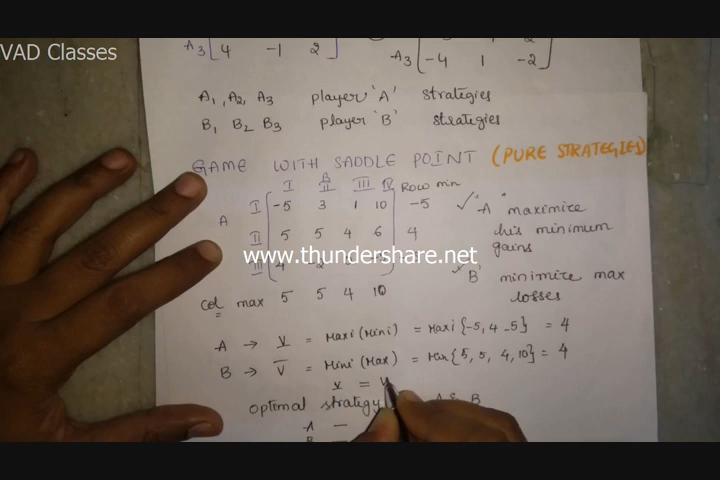 VAD Classes
A3 [ 4 -1 2 ]
A3 [ -4 1 -2 ]
A1, A2, A3 player 'A' strategies
B1 B2 B3 player 'B' strategies
GAME WITH SADDLE POINT (PURE STRATEGIES)
B
I II III IV Row min
A I -5 3 1 10 -5
II 5 5 4 6 4
www.thundershare.net
III 4
"A" maximize
his minimum
gains
'B' minimize max
losses
Col max 5 5 4 10
A → V = Maxi (Mini) = Maxi {-5, 4 -5} = 4
B → V̅ = Mini (Max) = Min {5, 5, 4, 10} = 4
V = V
Optimal strategy A & B
A —
B —